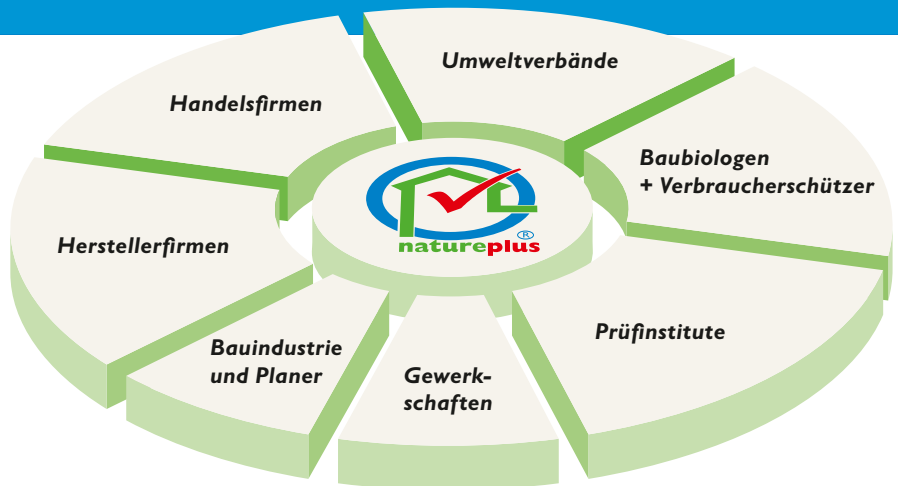 Umweltverbände
Handelsfirmen
Baubiologen
+ Verbraucherschützer
Herstellerfirmen
natureplus®
Prüfinstitute
Bauindustrie
und Planer
Gewerk-
schaften